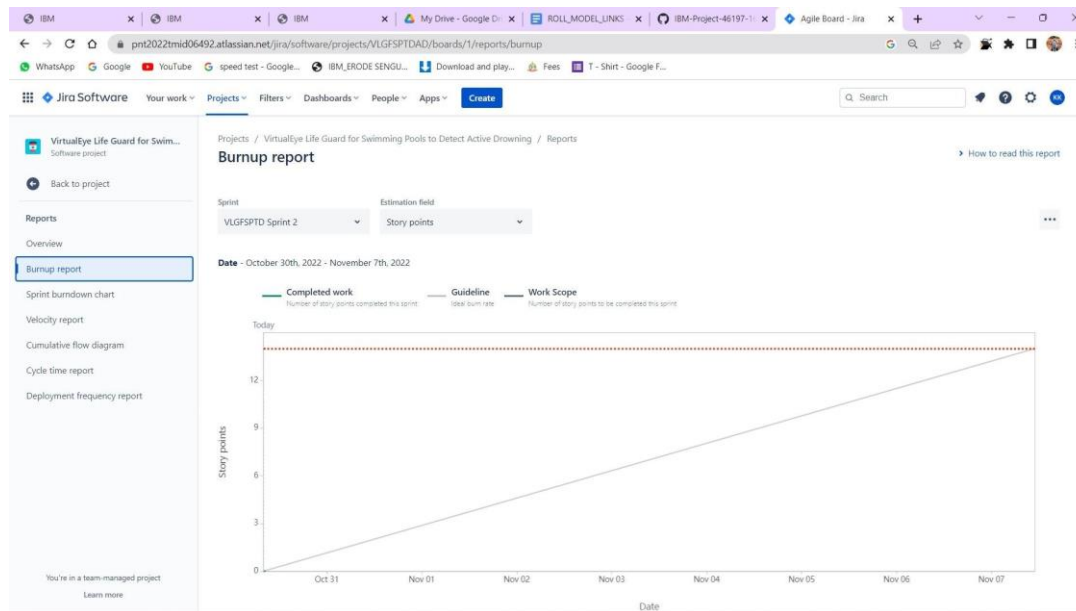 IBM
IBM
IBM
My Drive - Google Dr
ROLL_MODEL_LINKS
IBM-Project-46197-1
Agile Board - Jira
pnt2022tmid06492.atlassian.net/jira/software/projects/VLGFSPTDAD/boards/1/reports/burnup
WhatsApp Google YouTube speed test - Google... IBM_ERODE SENGU... Download and play... Fees T - Shirt - Google F...
Jira Software Your work Projects Filters Dashboards People Apps Create Search KK
VirtualEye Life Guard for Swim...
Software project
Back to project
Reports
Overview
Burnup report
Sprint burndown chart
Velocity report
Cumulative flow diagram
Cycle time report
Deployment frequency report
You're in a team-managed project
Learn more
Projects / VirtualEye Life Guard for Swimming Pools to Detect Active Drowning / Reports
Burnup report
How to read this report
Sprint Estimation field
VLGFSPTD Sprint 2 Story points
Date - October 30th, 2022 - November 7th, 2022
Completed work Guideline Work Scope
Number of story points completed this sprint Ideal burn rate Number of story points to be completed this sprint
Today
12
9
6
3
0
Story points
Oct 31 Nov 01 Nov 02 Nov 03 Nov 04 Nov 05 Nov 06 Nov 07
Date